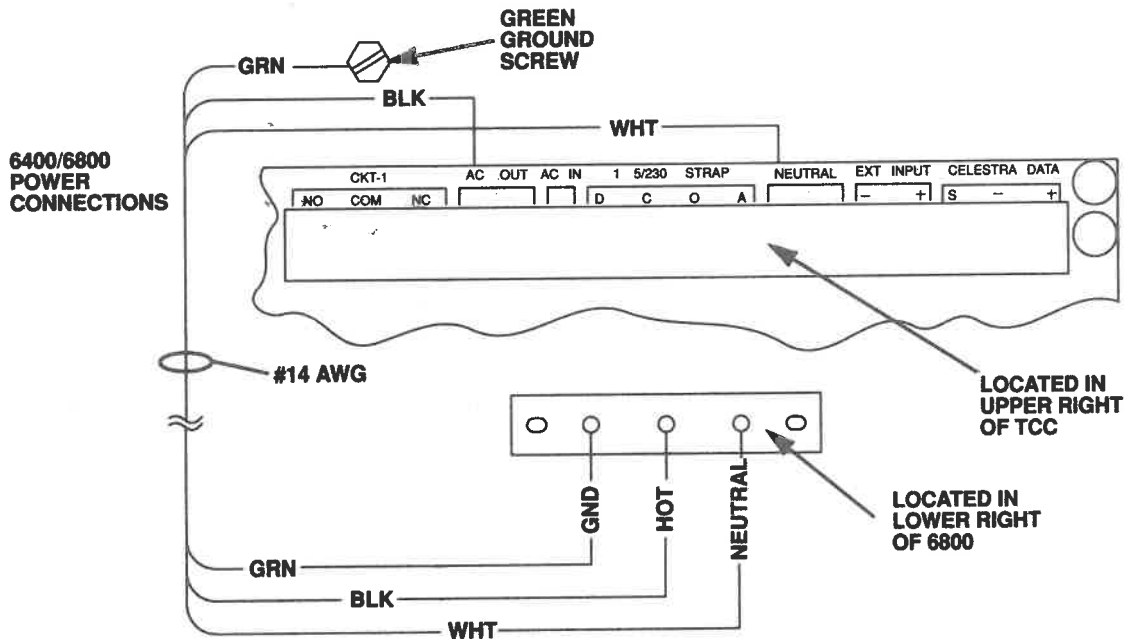 GREEN
GROUND
SCREW
GRN
BLK
WHT
6400/6800
POWER
CONNECTIONS
CKT-1 AC OUT AC IN 1 5/230 STRAP NEUTRAL EXT INPUT CELESTRA DATA
NO COM NC D C O A − + S − +
#14 AWG
LOCATED IN
UPPER RIGHT
OF TCC
GND
HOT
NEUTRAL
LOCATED IN
LOWER RIGHT
OF 6800
GRN
BLK
WHT